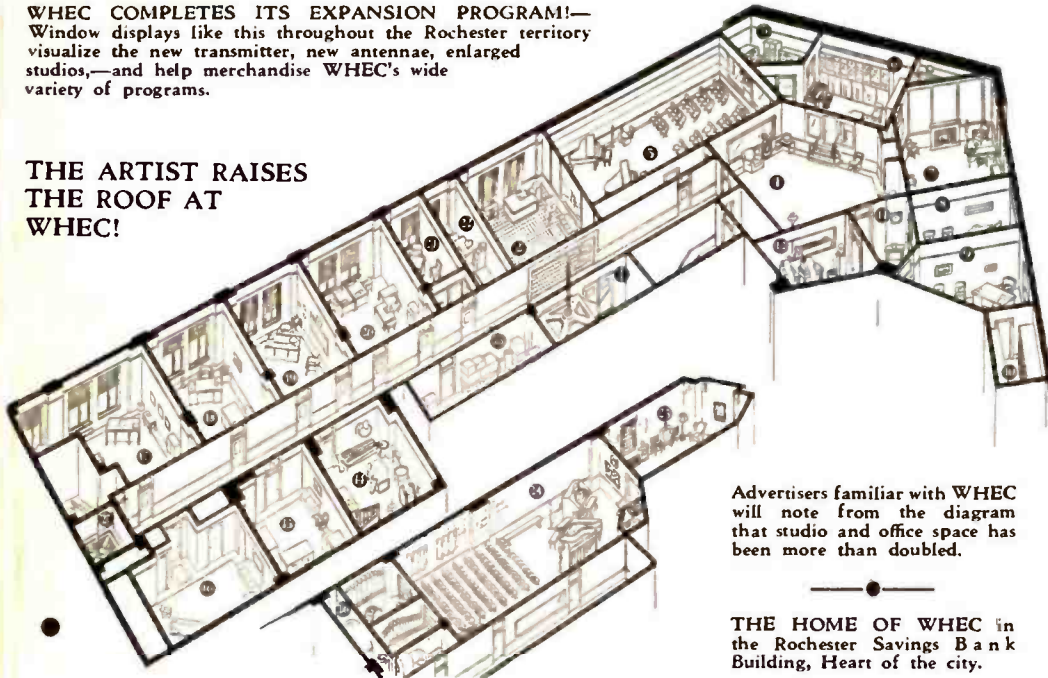 WHEC COMPLETES ITS EXPANSION PROGRAM!—
Window displays like this throughout the Rochester territory
visualize the new transmitter, new antennae, enlarged
studios,—and help merchandise WHEC's wide
variety of programs.
THE ARTIST RAISES
THE ROOF AT
WHEC!
Advertisers familiar with WHEC
will note from the diagram
that studio and office space has
been more than doubled.
THE HOME OF WHEC in
the Rochester Savings Bank
Building, Heart of the city.